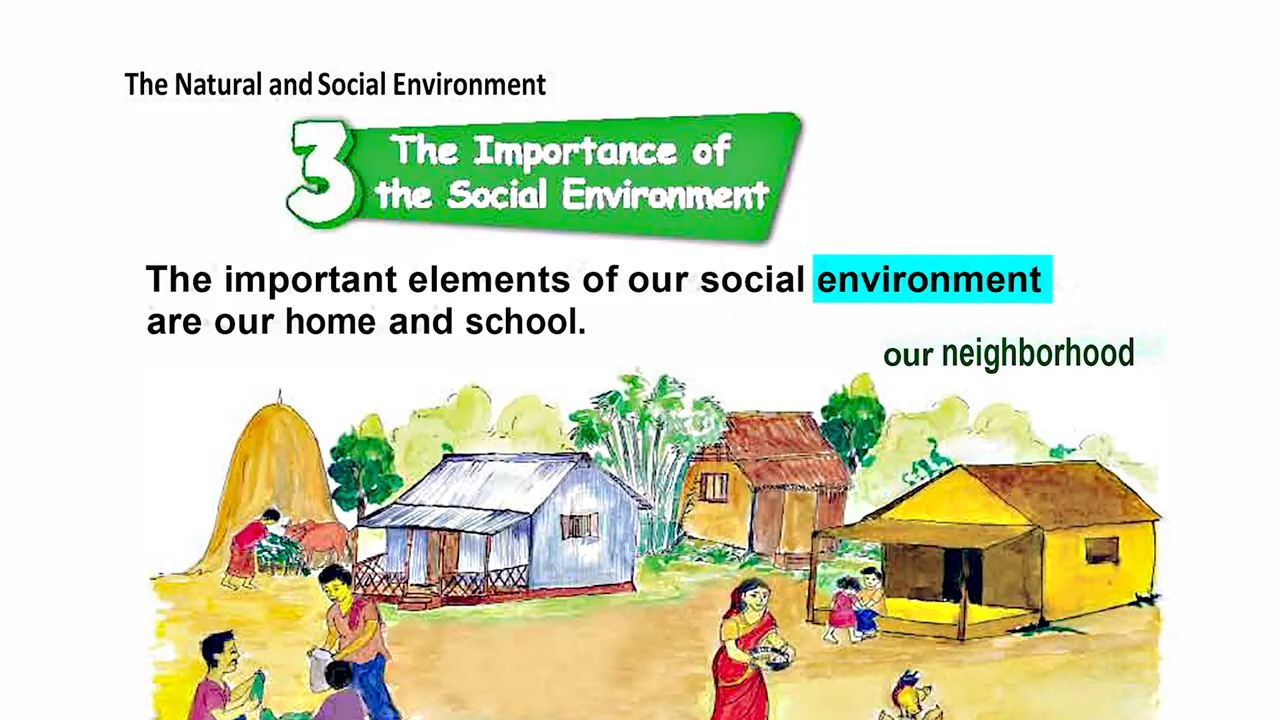 The Natural and Social Environment
3
The Importance of
the Social Environment
The important elements of our social environment
are our home and school.
our neighborhood